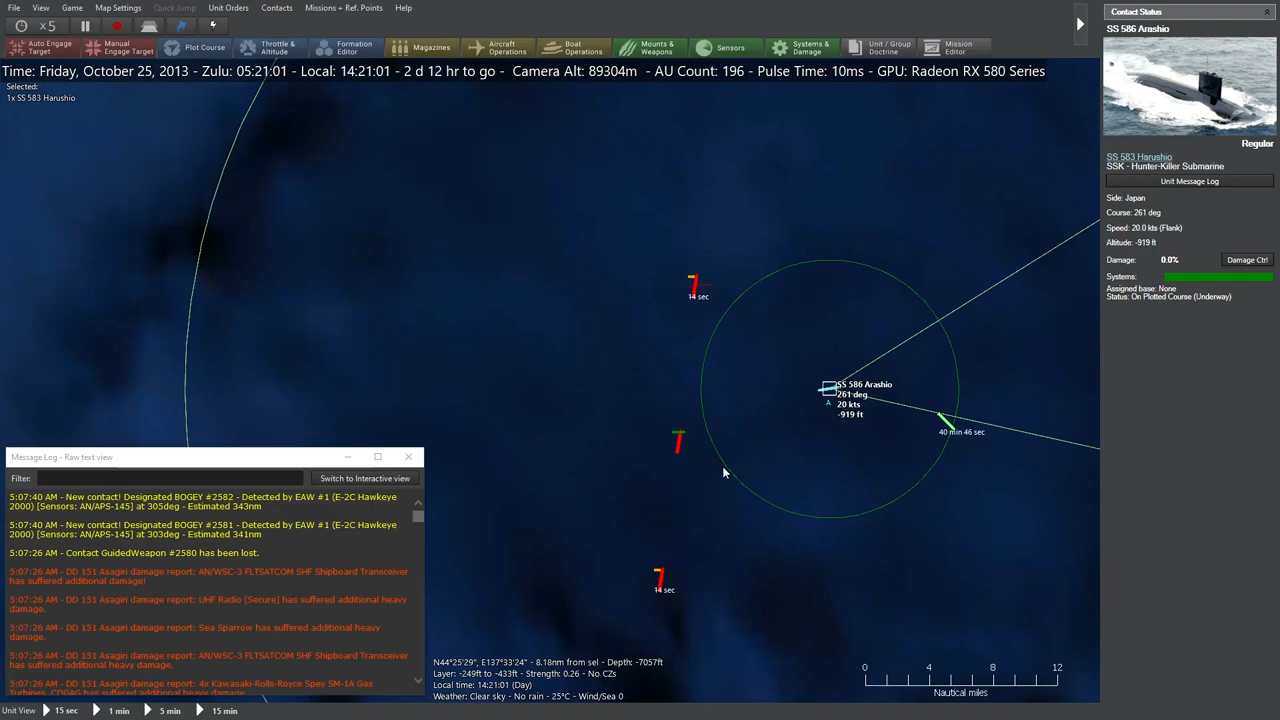 File View Game Map Settings Quick Jump Unit Orders Contacts Missions + Ref. Points Help
x 5
Auto Engage Target
Manual Engage Target
Plot Course
Throttle & Altitude
Formation Editor
Magazines
Aircraft Operations
Boat Operations
Mounts & Weapons
Sensors
Systems & Damage
Unit / Group Doctrine
Mission Editor
Time: Friday, October 25, 2013 - Zulu: 05:21:01 - Local: 14:21:01 - 2 d 12 hr to go - Camera Alt: 89304m - AU Count: 196 - Pulse Time: 10ms - GPU: Radeon RX 580 Series
Selected:
1x SS 583 Harushio
14 sec
SS 586 Arashio
261 deg
A
20 kts
-919 ft
40 min 46 sec
14 sec
Message Log - Raw text view
Filter:
Switch to Interactive view
5:07:40 AM - New contact! Designated BOGEY #2582 - Detected by EAW #1 (E-2C Hawkeye
2000) [Sensors: AN/APS-145] at 305deg - Estimated 343nm
5:07:40 AM - New contact! Designated BOGEY #2581 - Detected by EAW #1 (E-2C Hawkeye
2000) [Sensors: AN/APS-145] at 303deg - Estimated 341nm
5:07:26 AM - Contact GuidedWeapon #2580 has been lost.
5:07:26 AM - DD 151 Asagiri damage report: AN/WSC-3 FLTSATCOM SHF Shipboard Transceiver
has suffered additional damage!
5:07:26 AM - DD 151 Asagiri damage report: UHF Radio [Secure] has suffered additional heavy
damage.
5:07:26 AM - DD 151 Asagiri damage report: Sea Sparrow has suffered additional heavy
damage.
5:07:26 AM - DD 151 Asagiri damage report: AN/WSC-3 FLTSATCOM SHF Shipboard Transceiver
has suffered additional heavy damage.
5:07:26 AM - DD 151 Asagiri damage report: 4x Kawasaki-Rolls-Royce Spey SM-1A Gas
Turbines, COGAG has suffered additional heavy damage.
N44°25'29", E137°33'24" - 8.18nm from sel - Depth: -7057ft
Layer: -249ft to -433ft - Strength: 0.26 - No CZs
Local time: 14:21:01 (Day)
Weather: Clear sky - No rain - 25°C - Wind/Sea 0
0 4 8 12
Nautical miles
Unit View 15 sec 1 min 5 min 15 min
Contact Status
SS 586 Arashio
Regular
SS 583 Harushio
SSK - Hunter-Killer Submarine
Unit Message Log
Side: Japan
Course: 261 deg
Speed: 20.0 kts (Flank)
Altitude: -919 ft
Damage: 0.0% Damage Ctrl
Systems:
Assigned base: None
Status: On Plotted Course (Underway)